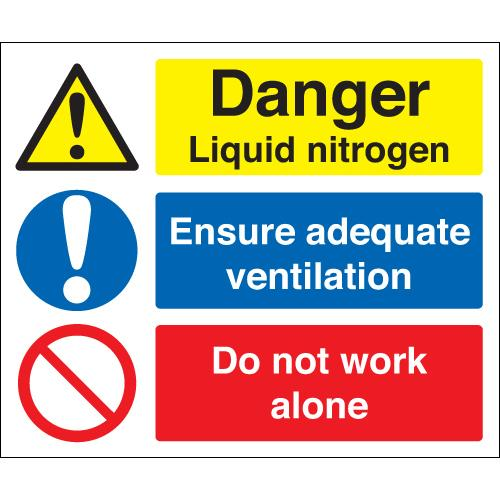 Danger
Liquid nitrogen
Ensure adequate
ventilation
Do not work
alone